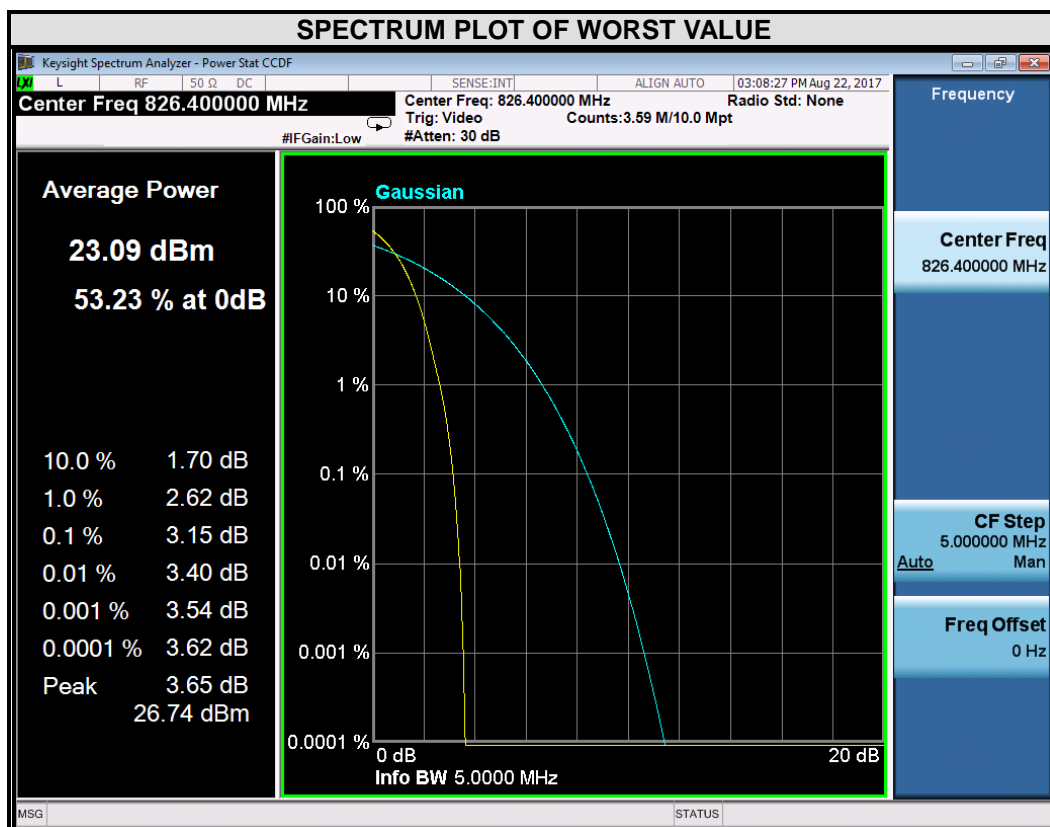 SPECTRUM PLOT OF WORST VALUE
Keysight Spectrum Analyzer - Power Stat CCDF
LXI L RF 50 Ω DC SENSE:INT ALIGN AUTO 03:08:27 PM Aug 22, 2017
Center Freq 826.400000 MHz
Center Freq: 826.400000 MHz Radio Std: None
Trig: Video Counts:3.59 M/10.0 Mpt
#IFGain:Low #Atten: 30 dB
Frequency
Average Power
23.09 dBm
53.23 % at 0dB
10.0 % 1.70 dB
1.0 % 2.62 dB
0.1 % 3.15 dB
0.01 % 3.40 dB
0.001 % 3.54 dB
0.0001 % 3.62 dB
Peak 3.65 dB
26.74 dBm
Gaussian
100 %
10 %
1 %
0.1 %
0.01 %
0.001 %
0.0001 %
0 dB 20 dB
Info BW 5.0000 MHz
Center Freq
826.400000 MHz
CF Step
5.000000 MHz
Auto Man
Freq Offset
0 Hz
MSG STATUS